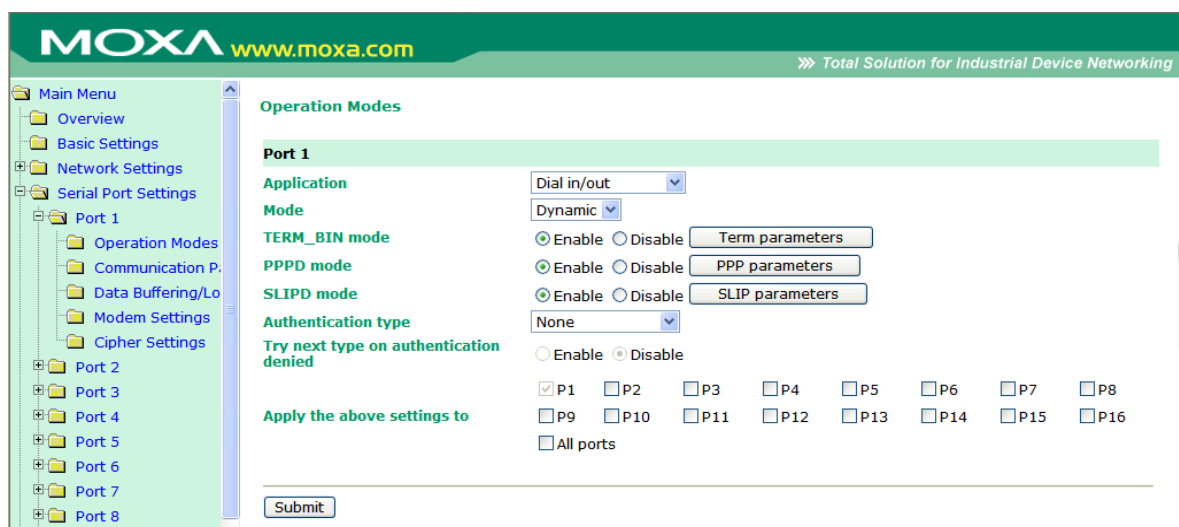 MOXA www.moxa.com
Total Solution for Industrial Device Networking
Main Menu
Overview
Basic Settings
Network Settings
Serial Port Settings
Port 1
Operation Modes
Communication Pa
Data Buffering/Lo
Modem Settings
Cipher Settings
Port 2
Port 3
Port 4
Port 5
Port 6
Port 7
Port 8
Operation Modes
Port 1
Application Dial in/out
Mode Dynamic
TERM_BIN mode Enable Disable Term parameters
PPPD mode Enable Disable PPP parameters
SLIPD mode Enable Disable SLIP parameters
Authentication type None
Try next type on authentication
denied Enable Disable
P1 P2 P3 P4 P5 P6 P7 P8
Apply the above settings to P9 P10 P11 P12 P13 P14 P15 P16
All ports
Submit